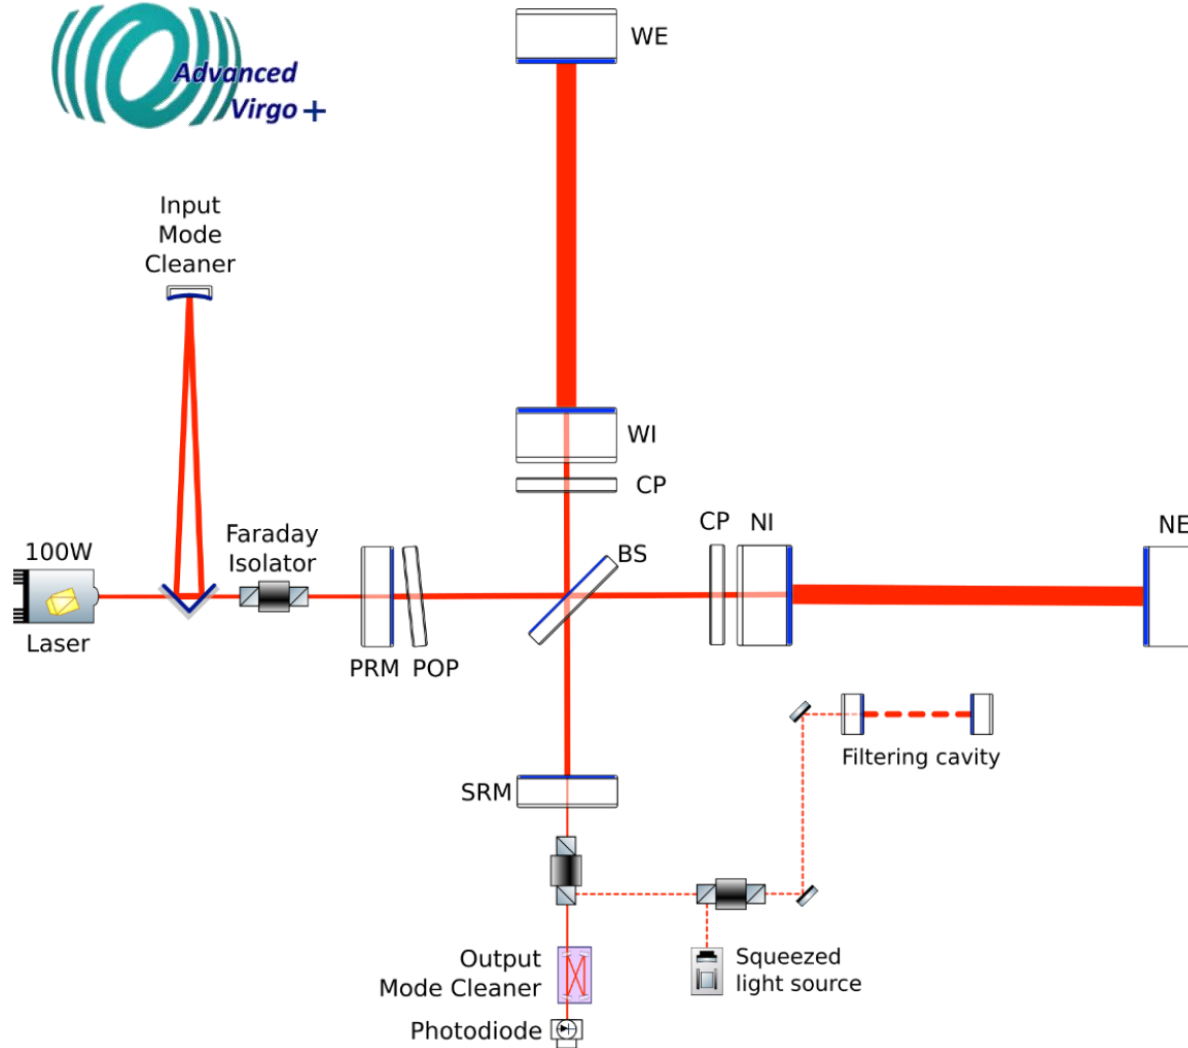 WE
Advanced
Virgo +
Input
Mode
Cleaner
WI
CP
Faraday
Isolator
CP
NI
NE
100W
BS
Laser
PRM
POP
Filtering cavity
SRM
Output
Mode Cleaner
Squeezed
light source
Photodiode